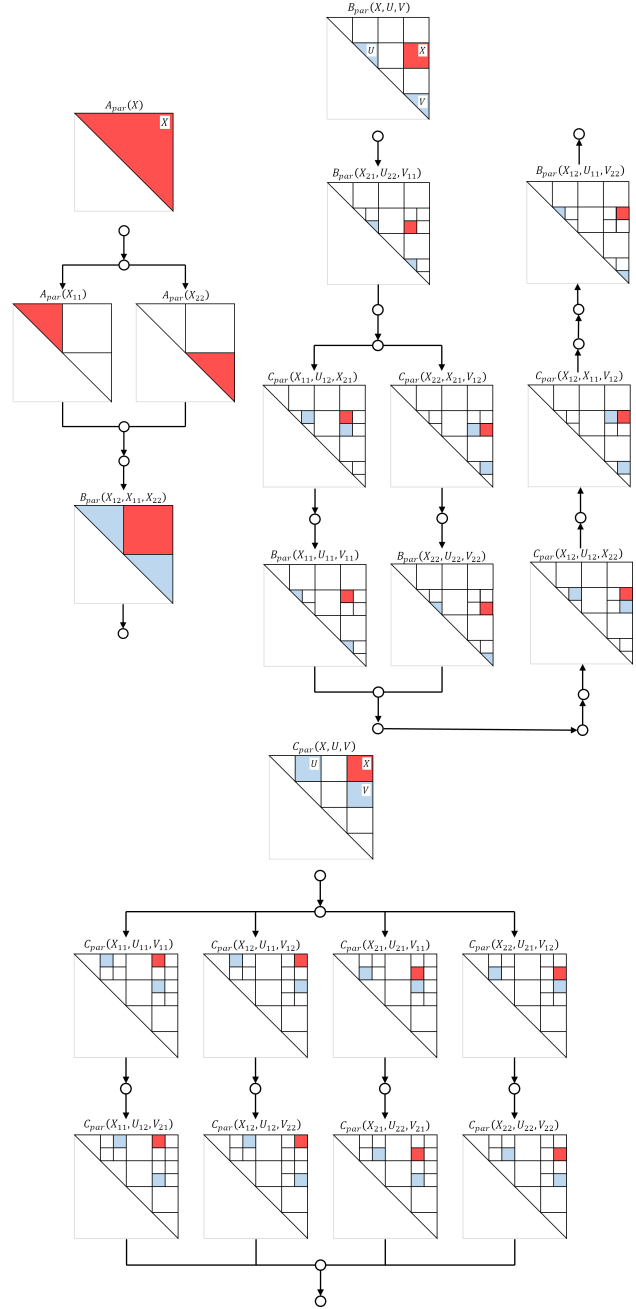 B_par(X, U, V)
U
X
V
A_par(X)
X
B_par(X_21, U_22, V_11)
B_par(X_12, U_11, V_22)
A_par(X_11)
A_par(X_22)
C_par(X_11, U_12, X_21)
C_par(X_22, X_21, V_12)
C_par(X_12, X_11, V_12)
B_par(X_12, X_11, X_22)
B_par(X_11, U_11, V_11)
B_par(X_22, U_22, V_22)
C_par(X_12, U_12, X_22)
C_par(X, U, V)
U
X
V
C_par(X_11, U_11, V_11)
C_par(X_12, U_11, V_12)
C_par(X_21, U_21, V_11)
C_par(X_22, U_21, V_12)
C_par(X_11, U_12, V_21)
C_par(X_12, U_12, V_22)
C_par(X_21, U_22, V_21)
C_par(X_22, U_22, V_22)